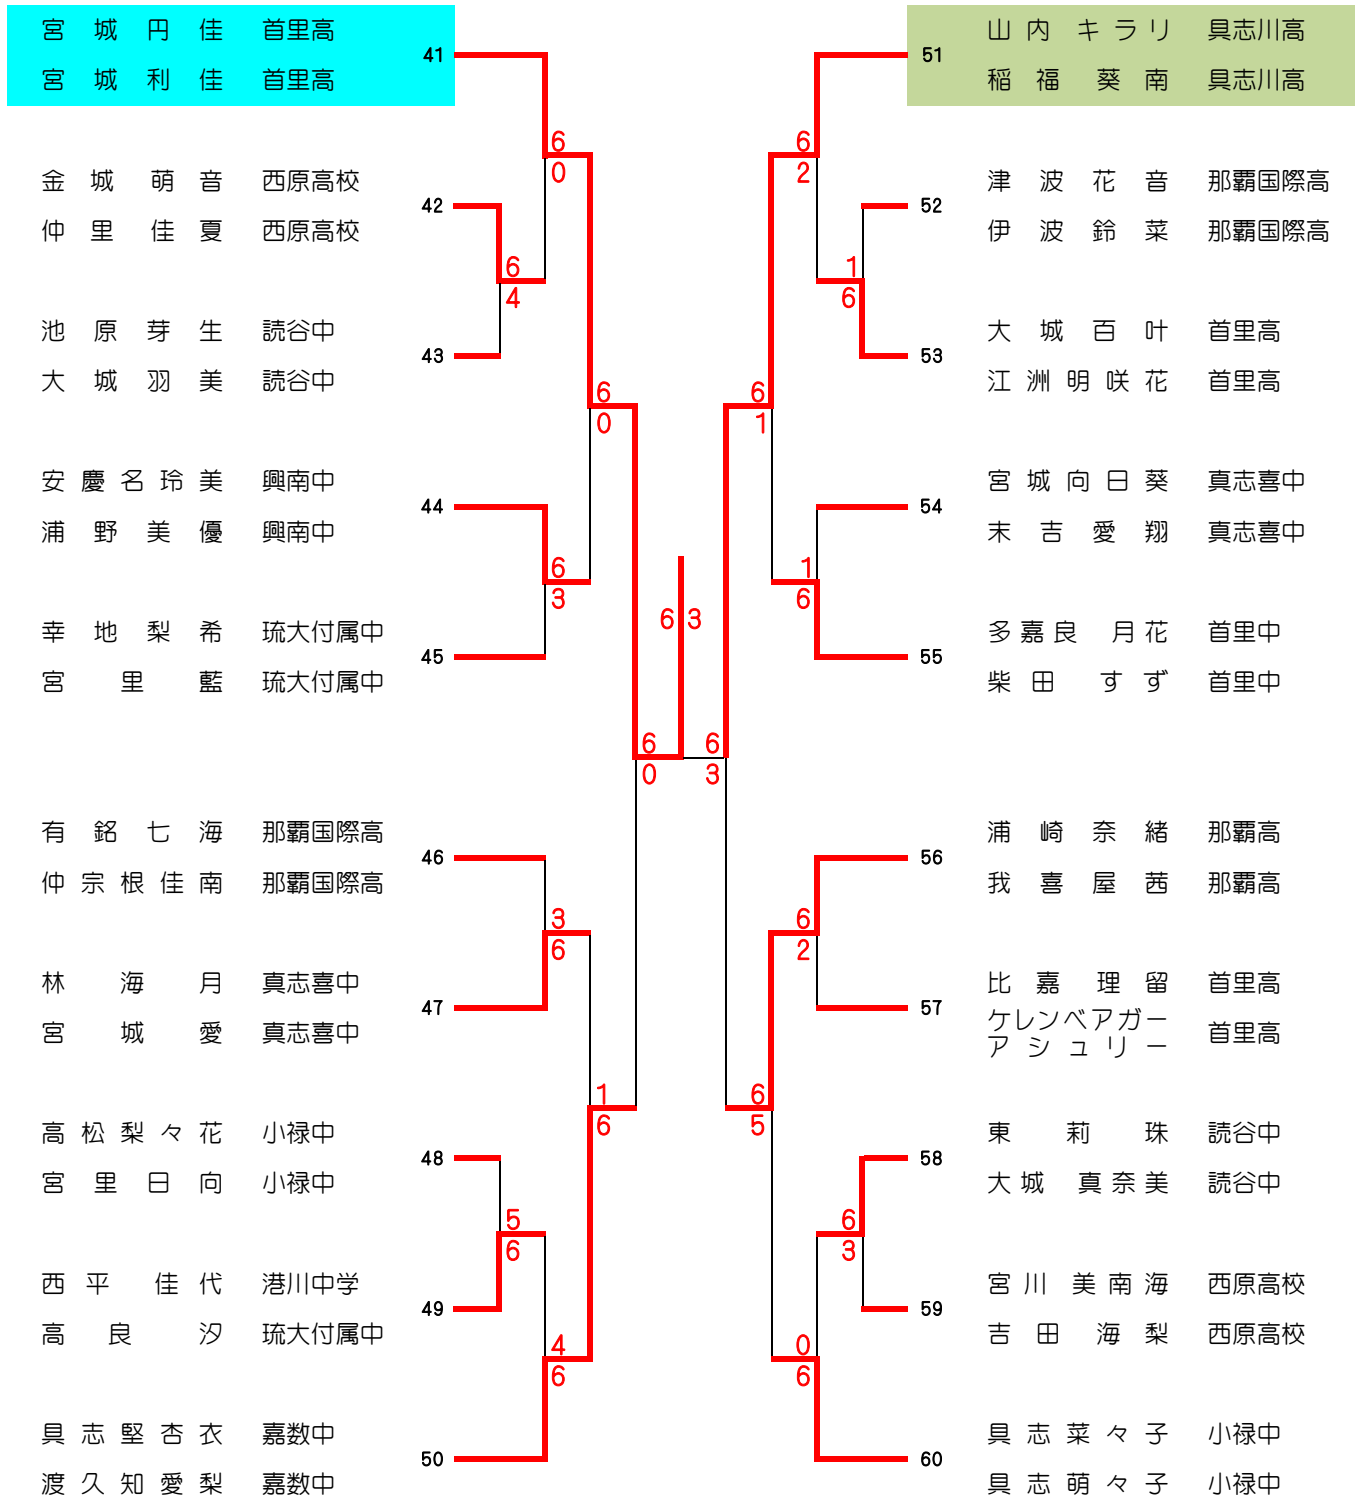 宮城円佳 首里高
41
宮城利佳 首里高
金城萌音 西原高校
42
仲里佳夏 西原高校
池原芽生 読谷中
43
大城羽美 読谷中
安慶名玲美 興南中
44
浦野美優 興南中
幸地梨希 琉大付属中
45
宮里藍 琉大付属中
有銘七海 那覇国際高
46
仲宗根佳南 那覇国際高
林海月 真志喜中
47
宮城愛 真志喜中
高松梨々花 小禄中
48
宮里日向 小禄中
西平佳代 港川中学
49
高良汐 琉大付属中
具志堅杏衣 嘉数中
50
渡久知愛梨 嘉数中
6
0
6
4
6
0
6
3
6
0
3
6
1
6
5
6
4
6
6 3
6
2
1
6
6
1
1
6
6
3
6
2
6
5
6
3
0
6
山内キラリ 具志川高
51
稲福葵南 具志川高
津波花音 那覇国際高
52
伊波鈴菜 那覇国際高
大城百叶 首里高
53
江洲明咲花 首里高
宮城向日葵 真志喜中
54
末吉愛翔 真志喜中
多嘉良月花 首里中
55
柴田すず 首里中
浦崎奈緒 那覇高
56
我喜屋茜 那覇高
比嘉理留 首里高
57
ケレンベアガー
アシュリー 首里高
東莉珠 読谷中
58
大城真奈美 読谷中
宮川美南海 西原高校
59
吉田海梨 西原高校
具志菜々子 小禄中
60
具志萌々子 小禄中